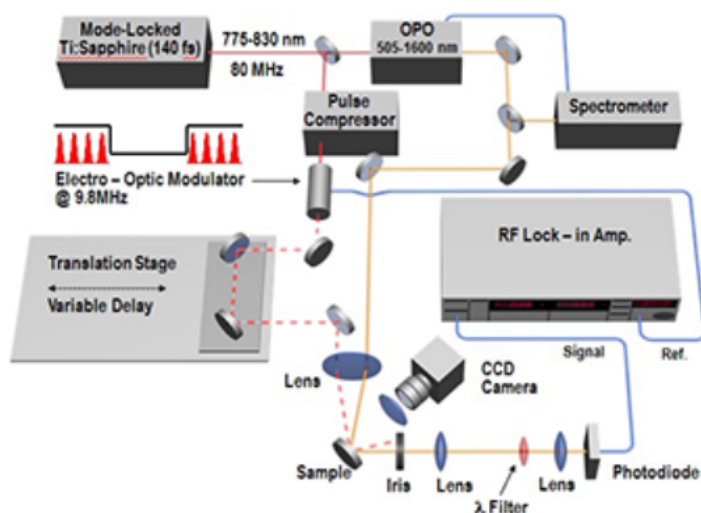 Mode-Locked
Ti:Sapphire (140 fs)
775-830 nm
80 MHz
OPO
505-1600 nm
Spectrometer
Pulse
Compressor
Electro – Optic Modulator
@ 9.8MHz
RF Lock – in Amp.
Translation Stage
Variable Delay
Signal
Ref.
Lens
CCD
Camera
Sample
Iris
Lens
λ Filter
Lens
Photodiode